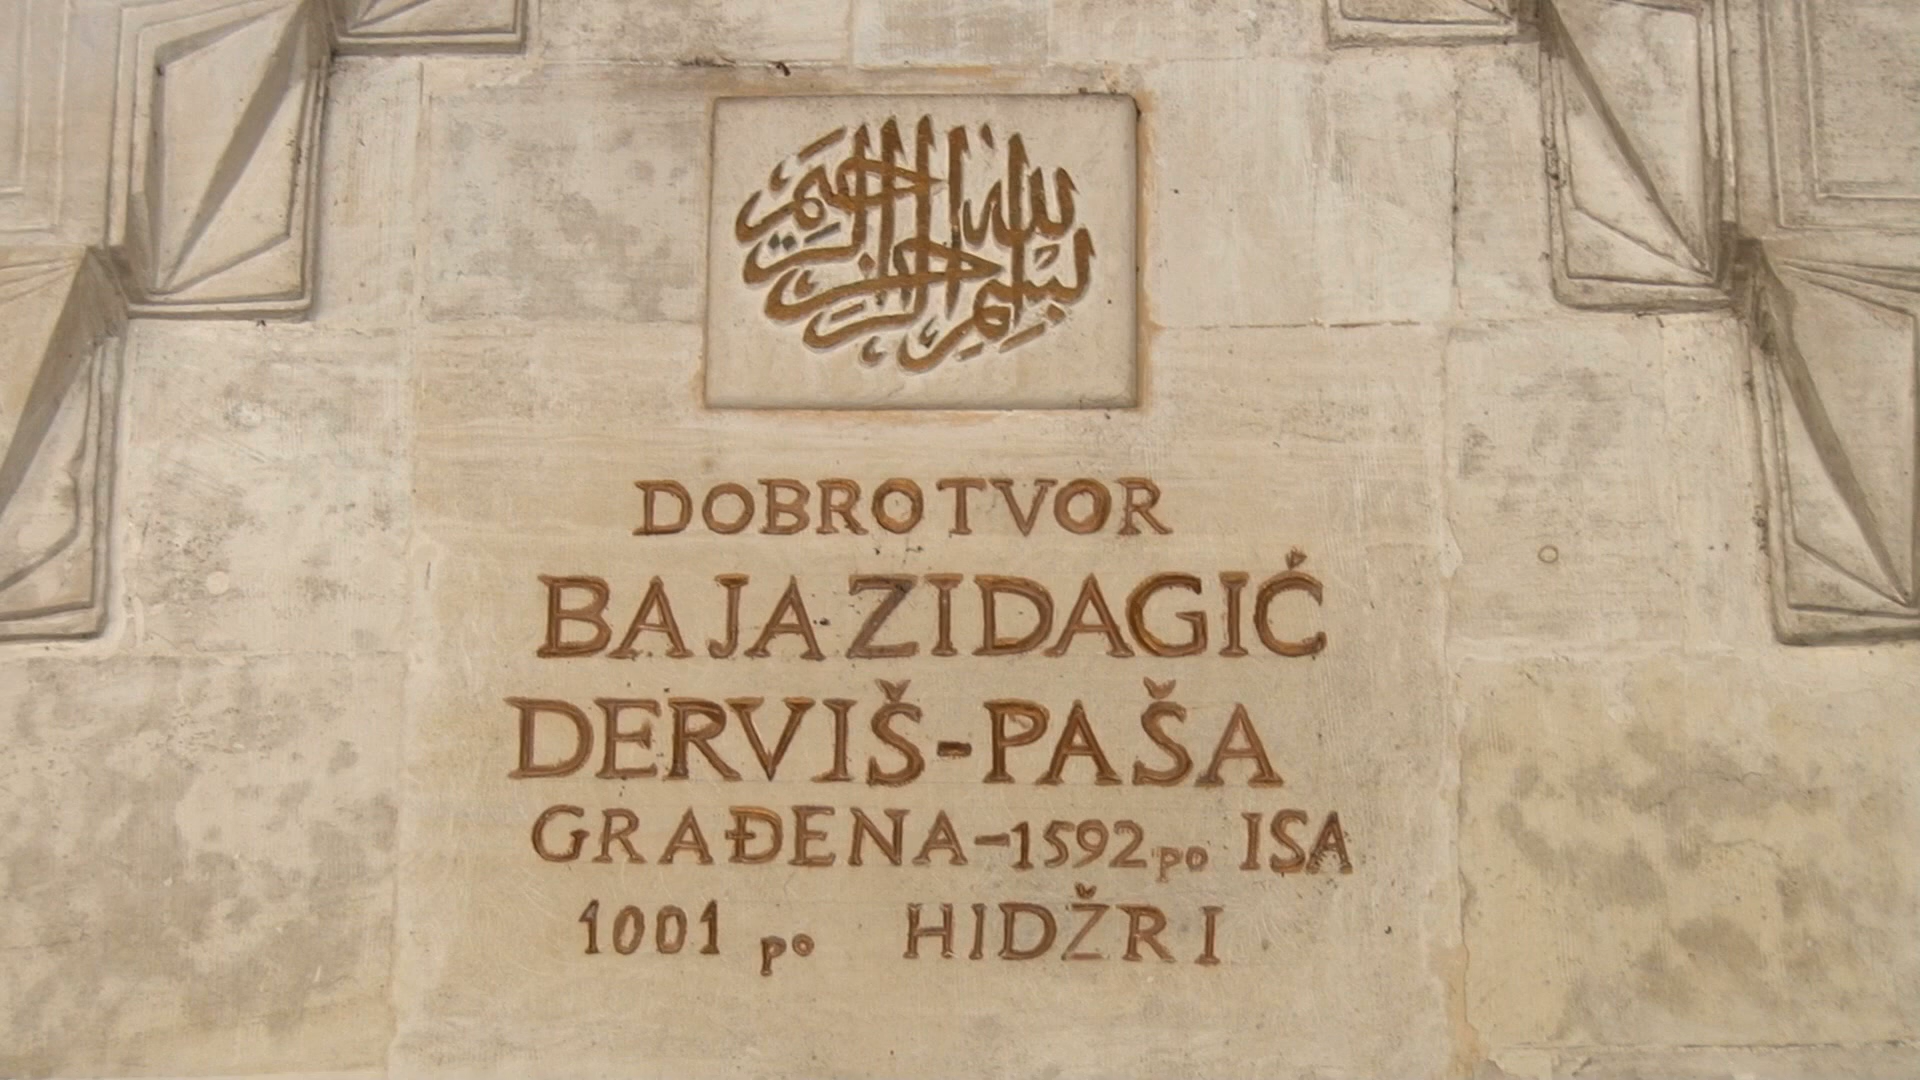 بسم الله الرحمن الرحيم
DOBROTVOR
BAJAZIDAGIĆ
DERVIŠ-PAŠA
GRAĐENA-1592 po ISA
1001 po HIDŽRI